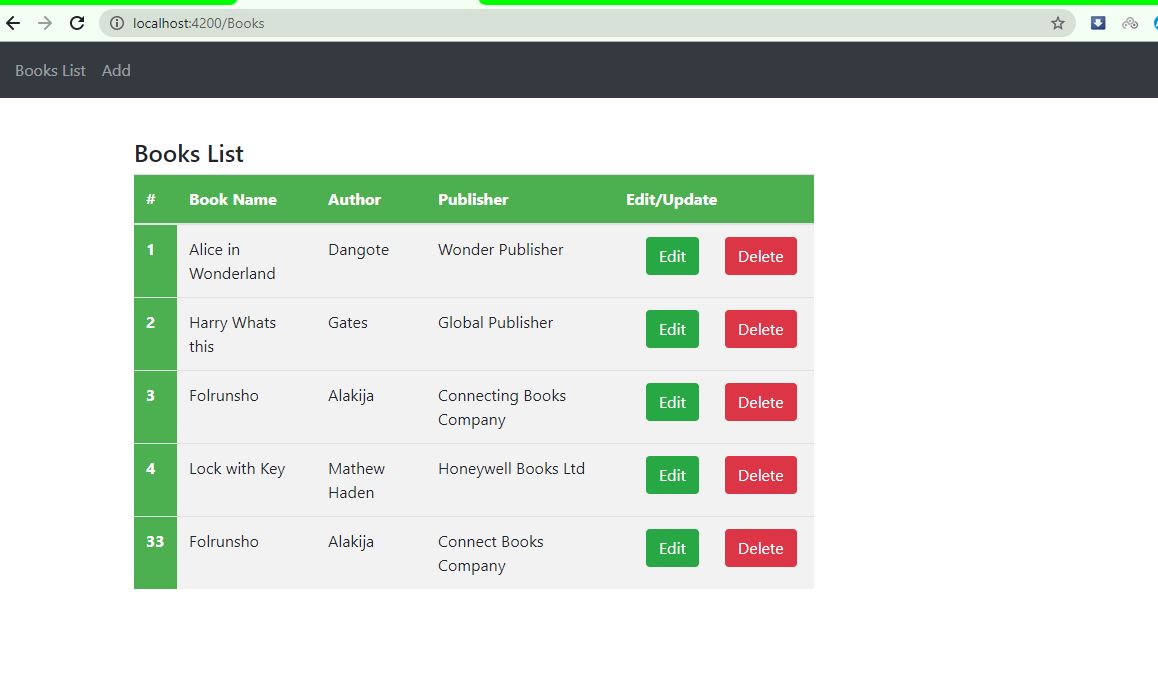 localhost:4200/Books
Books List Add
Books List
# Book Name Author Publisher Edit/Update
1 Alice in Dangote Wonder Publisher Edit Delete
Wonderland
2 Harry Whats Gates Global Publisher Edit Delete
this
3 Folrunsho Alakija Connecting Books Edit Delete
Company
4 Lock with Key Mathew Honeywell Books Ltd Edit Delete
Haden
33 Folrunsho Alakija Connect Books Edit Delete
Company